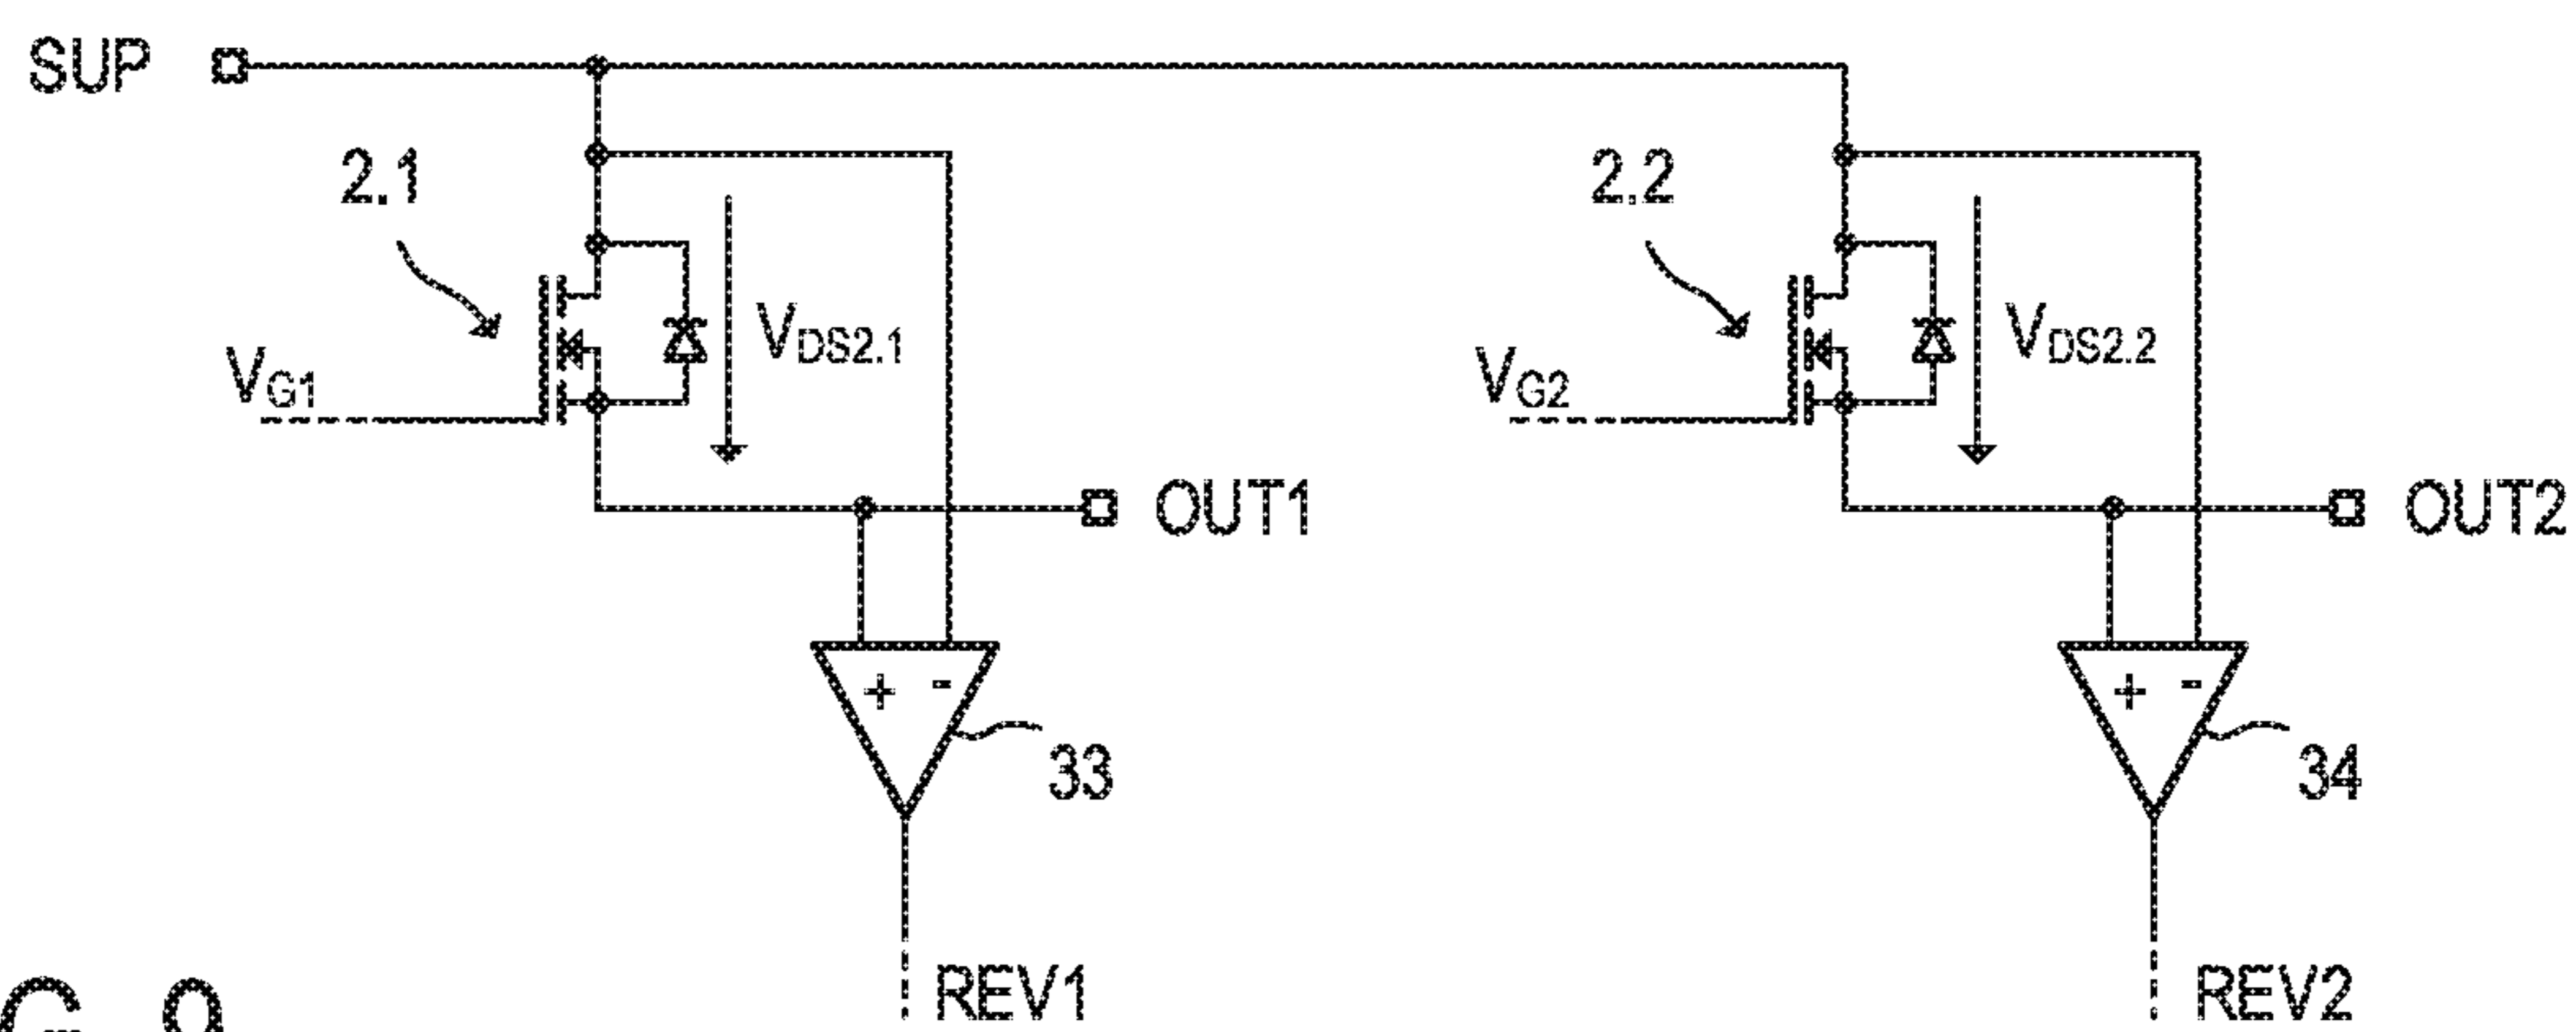 SUP
2.1
2.2
VDS2.1
VDS2.2
VG1
VG2
OUT1
OUT2
+ -
+ -
33
34
REV1
REV2